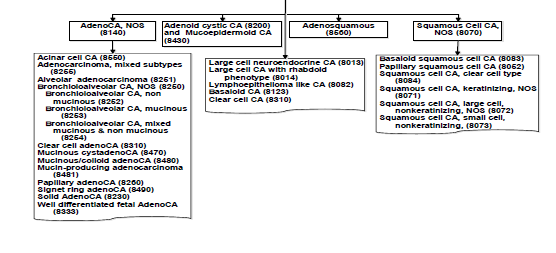 AdenoCA, NOS
(8140)
Adenoid cystic CA (8200)
and Mucoepidermoid CA
(8430)
Adenosquamous
(8560)
Squamous Cell CA,
NOS (8070)
Acinar cell CA (8550)
Adenocarcinoma, mixed subtypes
(8255)
Alveolar adenocarcinoma (8251)
Bronchioloalveolar CA, NOS (8250)
Bronchioloalveolar CA, non
mucinous (8252)
Bronchioloalveolar CA, mucinous
(8253)
Bronchioloalveolar CA, mixed
mucinous & non mucinous
(8254)
Clear cell adenoCA (8310)
Mucinous cystadenoCA (8470)
Mucinous/colloid adenoCA (8480)
Mucin-producing adenocarcinoma
(8481)
Papillary adenoCA (8260)
Signet ring adenoCA (8490)
Solid AdenoCA (8230)
Well differentiated fetal AdenoCA
(8333)
Large cell neuroendocrine CA (8013)
Large cell CA with rhabdoid
phenotype (8014)
Lymphoepithelioma like CA (8082)
Basaloid CA (8123)
Clear cell CA (8310)
Basaloid squamous cell CA (8083)
Papillary squamous cell CA (8052)
Squamous cell CA, clear cell type
(8084)
Squamous cell CA, keratinizing, NOS
(8071)
Squamous cell CA, large cell,
nonkeratinizing, NOS (8072)
Squamous cell CA, small cell,
nonkeratinizing, (8073)